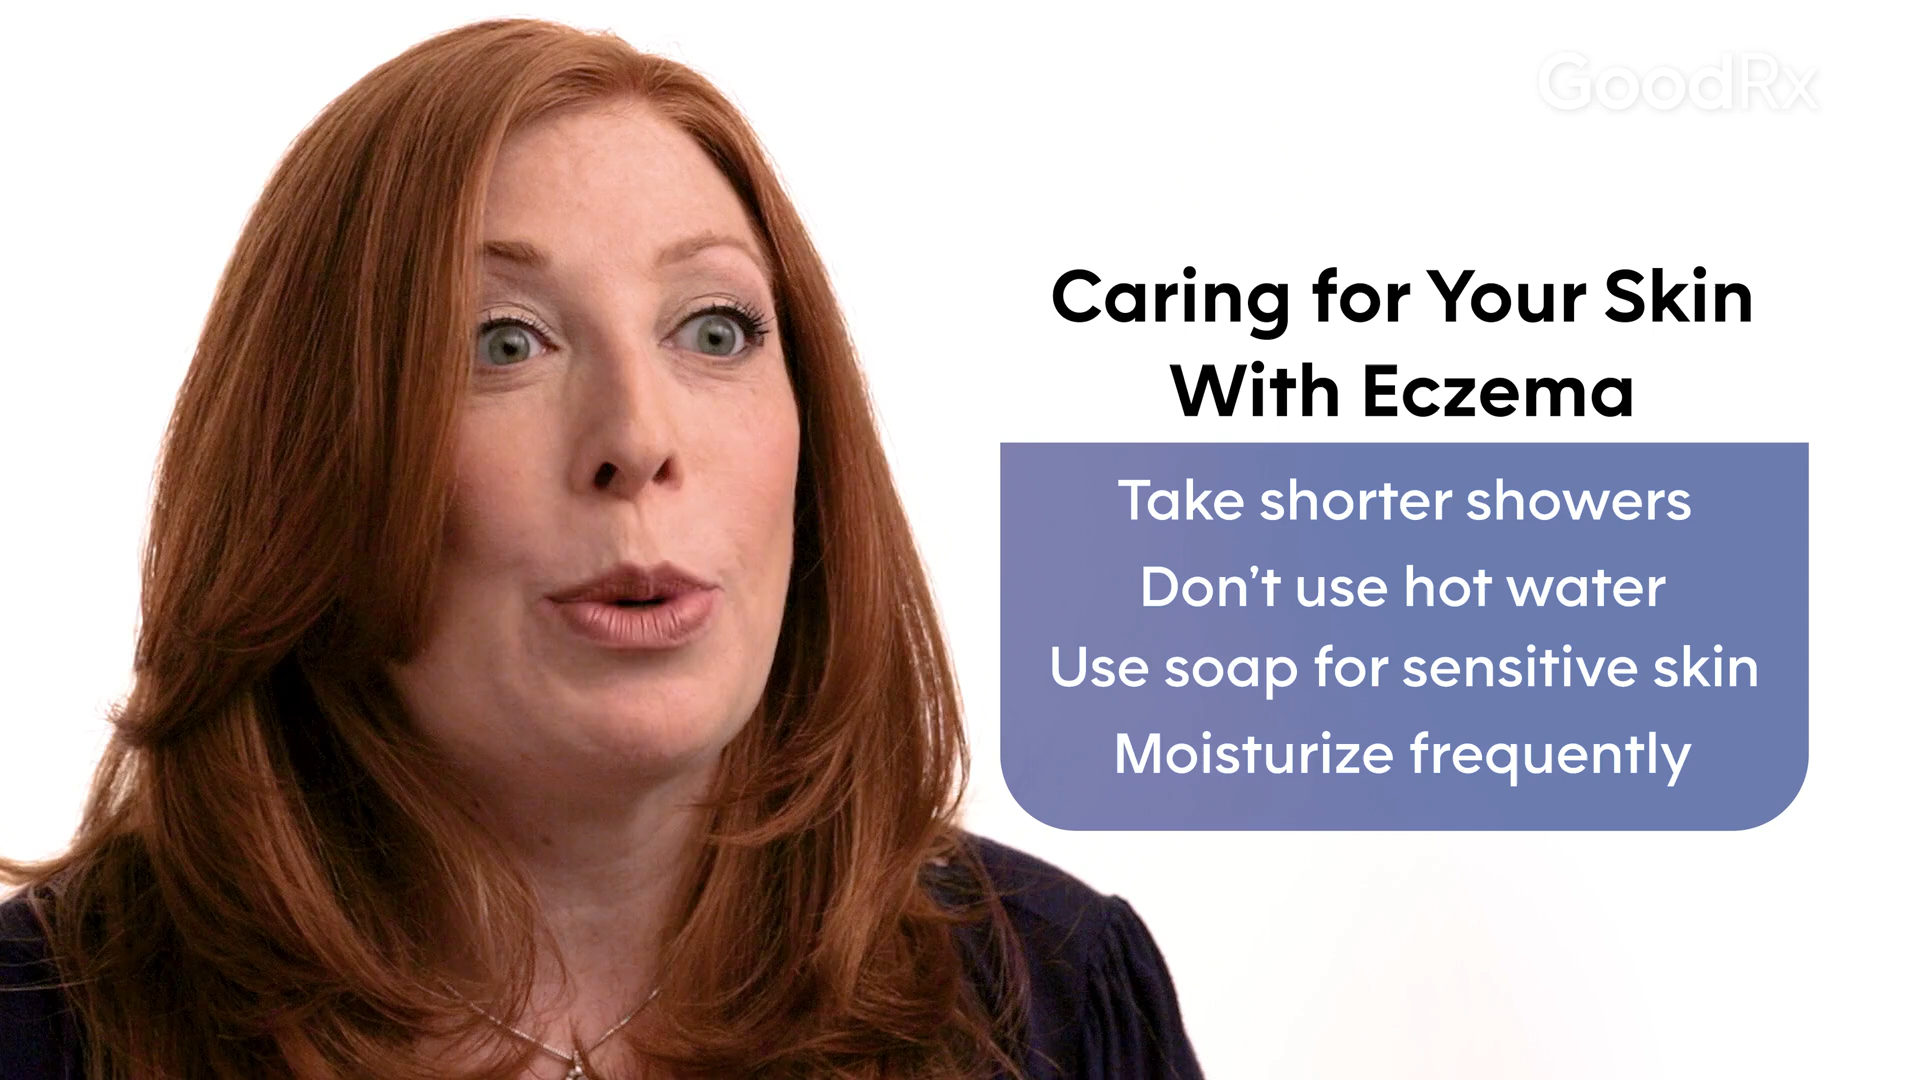 GoodRx
Caring for Your Skin
With Eczema
Take shorter showers
Don’t use hot water
Use soap for sensitive skin
Moisturize frequently